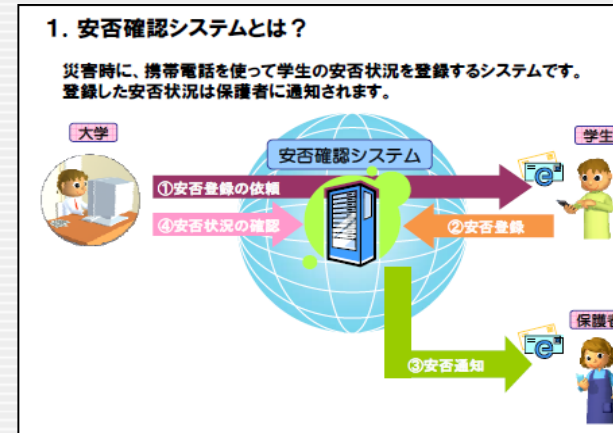 1. 安否確認システムとは？
災害時に、携帯電話を使って学生の安否状況を登録するシステムです。
登録した安否状況は保護者に通知されます。
大学
安否確認システム
学生
①安否登録の依頼
④安否状況の確認
②安否登録
保護者
③安否通知